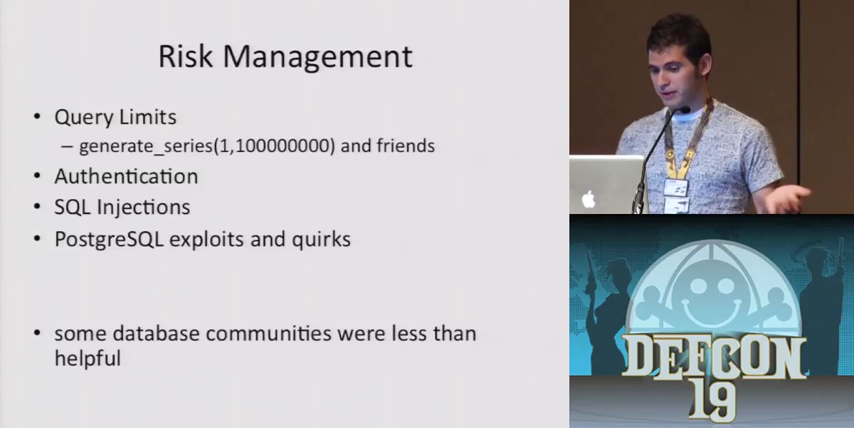 Risk Management
• Query Limits
– generate_series(1,100000000) and friends
• Authentication
• SQL Injections
• PostgreSQL exploits and quirks
• some database communities were less than
helpful
DEFCON
19